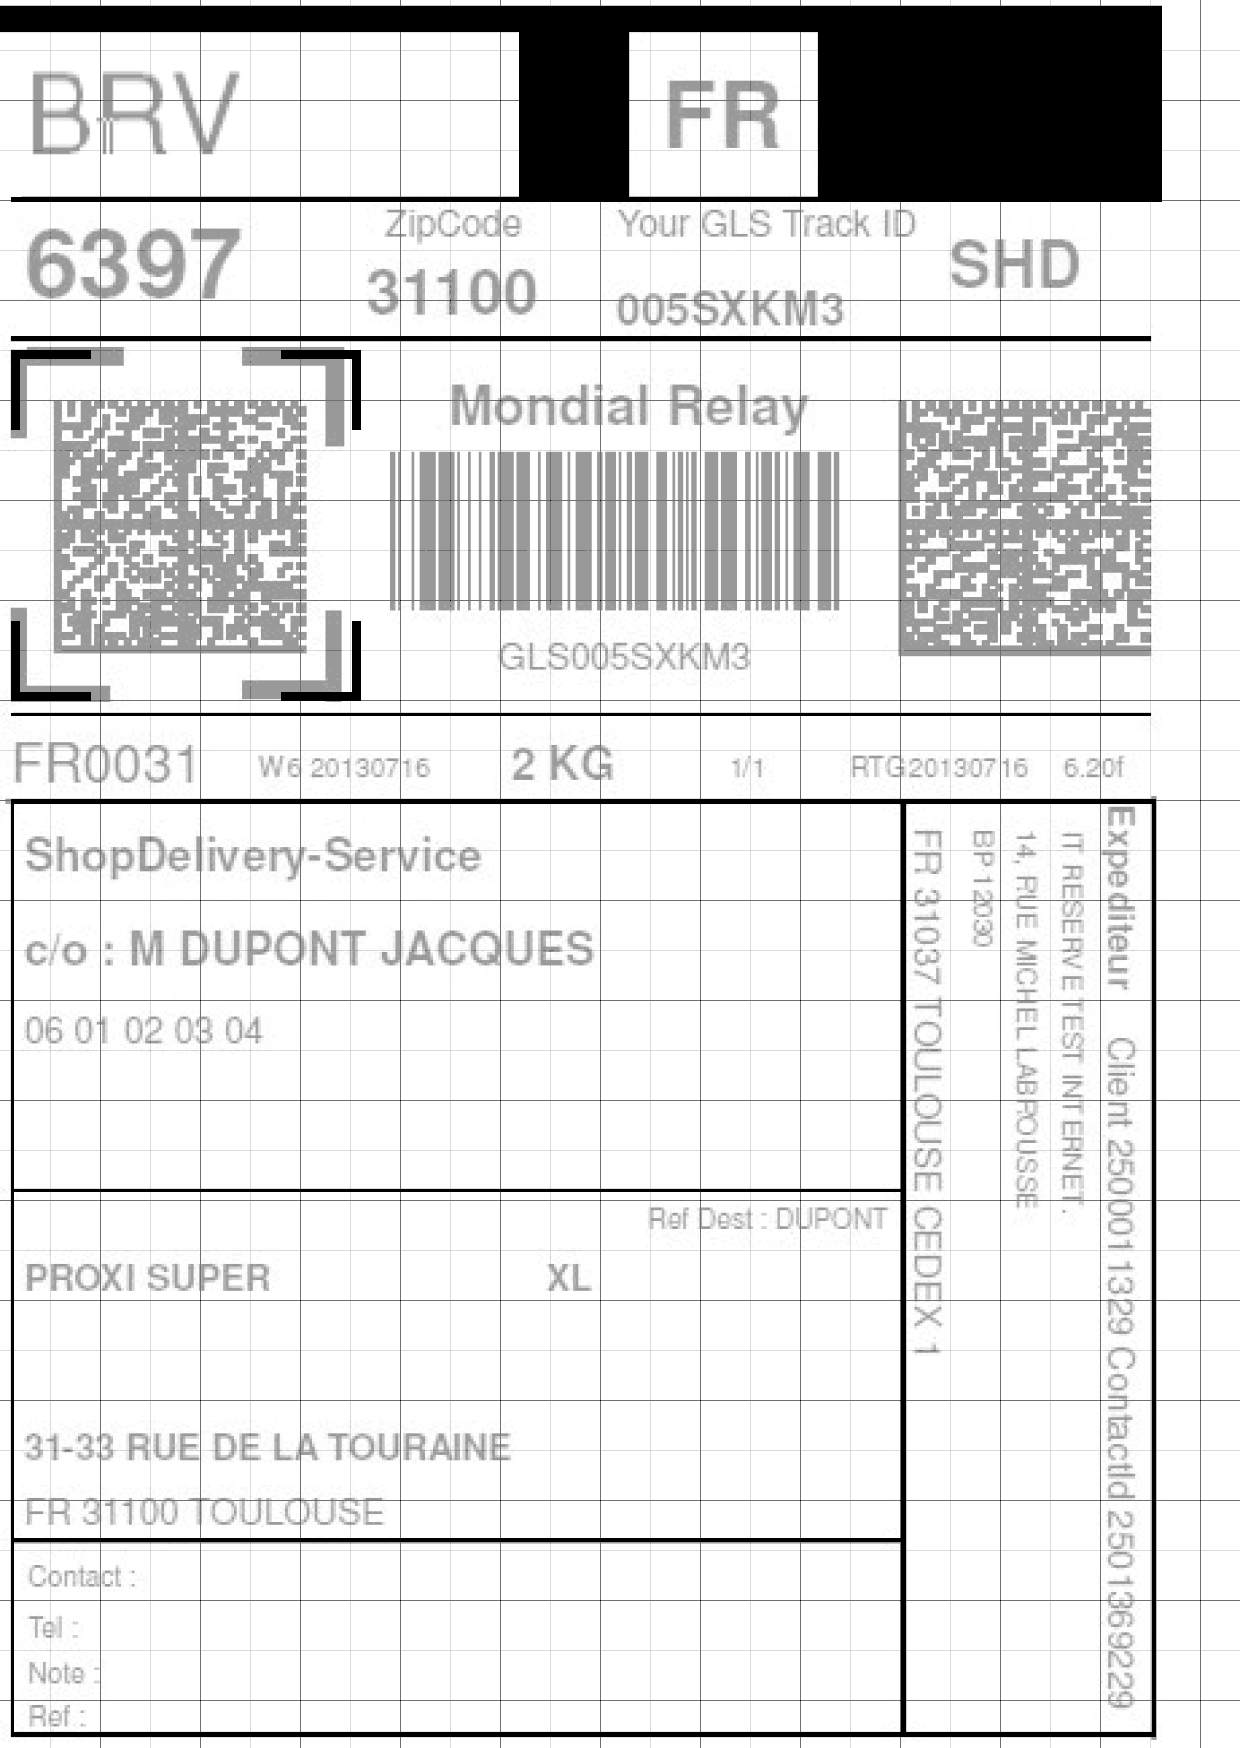 BRV
FR
6397
ZipCode
31100
Your GLS Track ID
005SXKM3
SHD
Mondial Relay
GLS005SXKM3
FR0031 W6 20130716 2 KG 1/1 RTG20130716 6.20f
ShopDelivery-Service
c/o : M DUPONT JACQUES
06 01 02 03 04
Ref Dest : DUPONT
PROXI SUPER XL
31-33 RUE DE LA TOURAINE
FR 31100 TOULOUSE
Contact :
Tel :
Note :
Ref :
Expediteur Client 2500011329 ContactId 2501369229
IT RESERVE TEST INTERNET.
14, RUE MICHEL LABROUSSE
BP 12030
FR 31037 TOULOUSE CEDEX 1